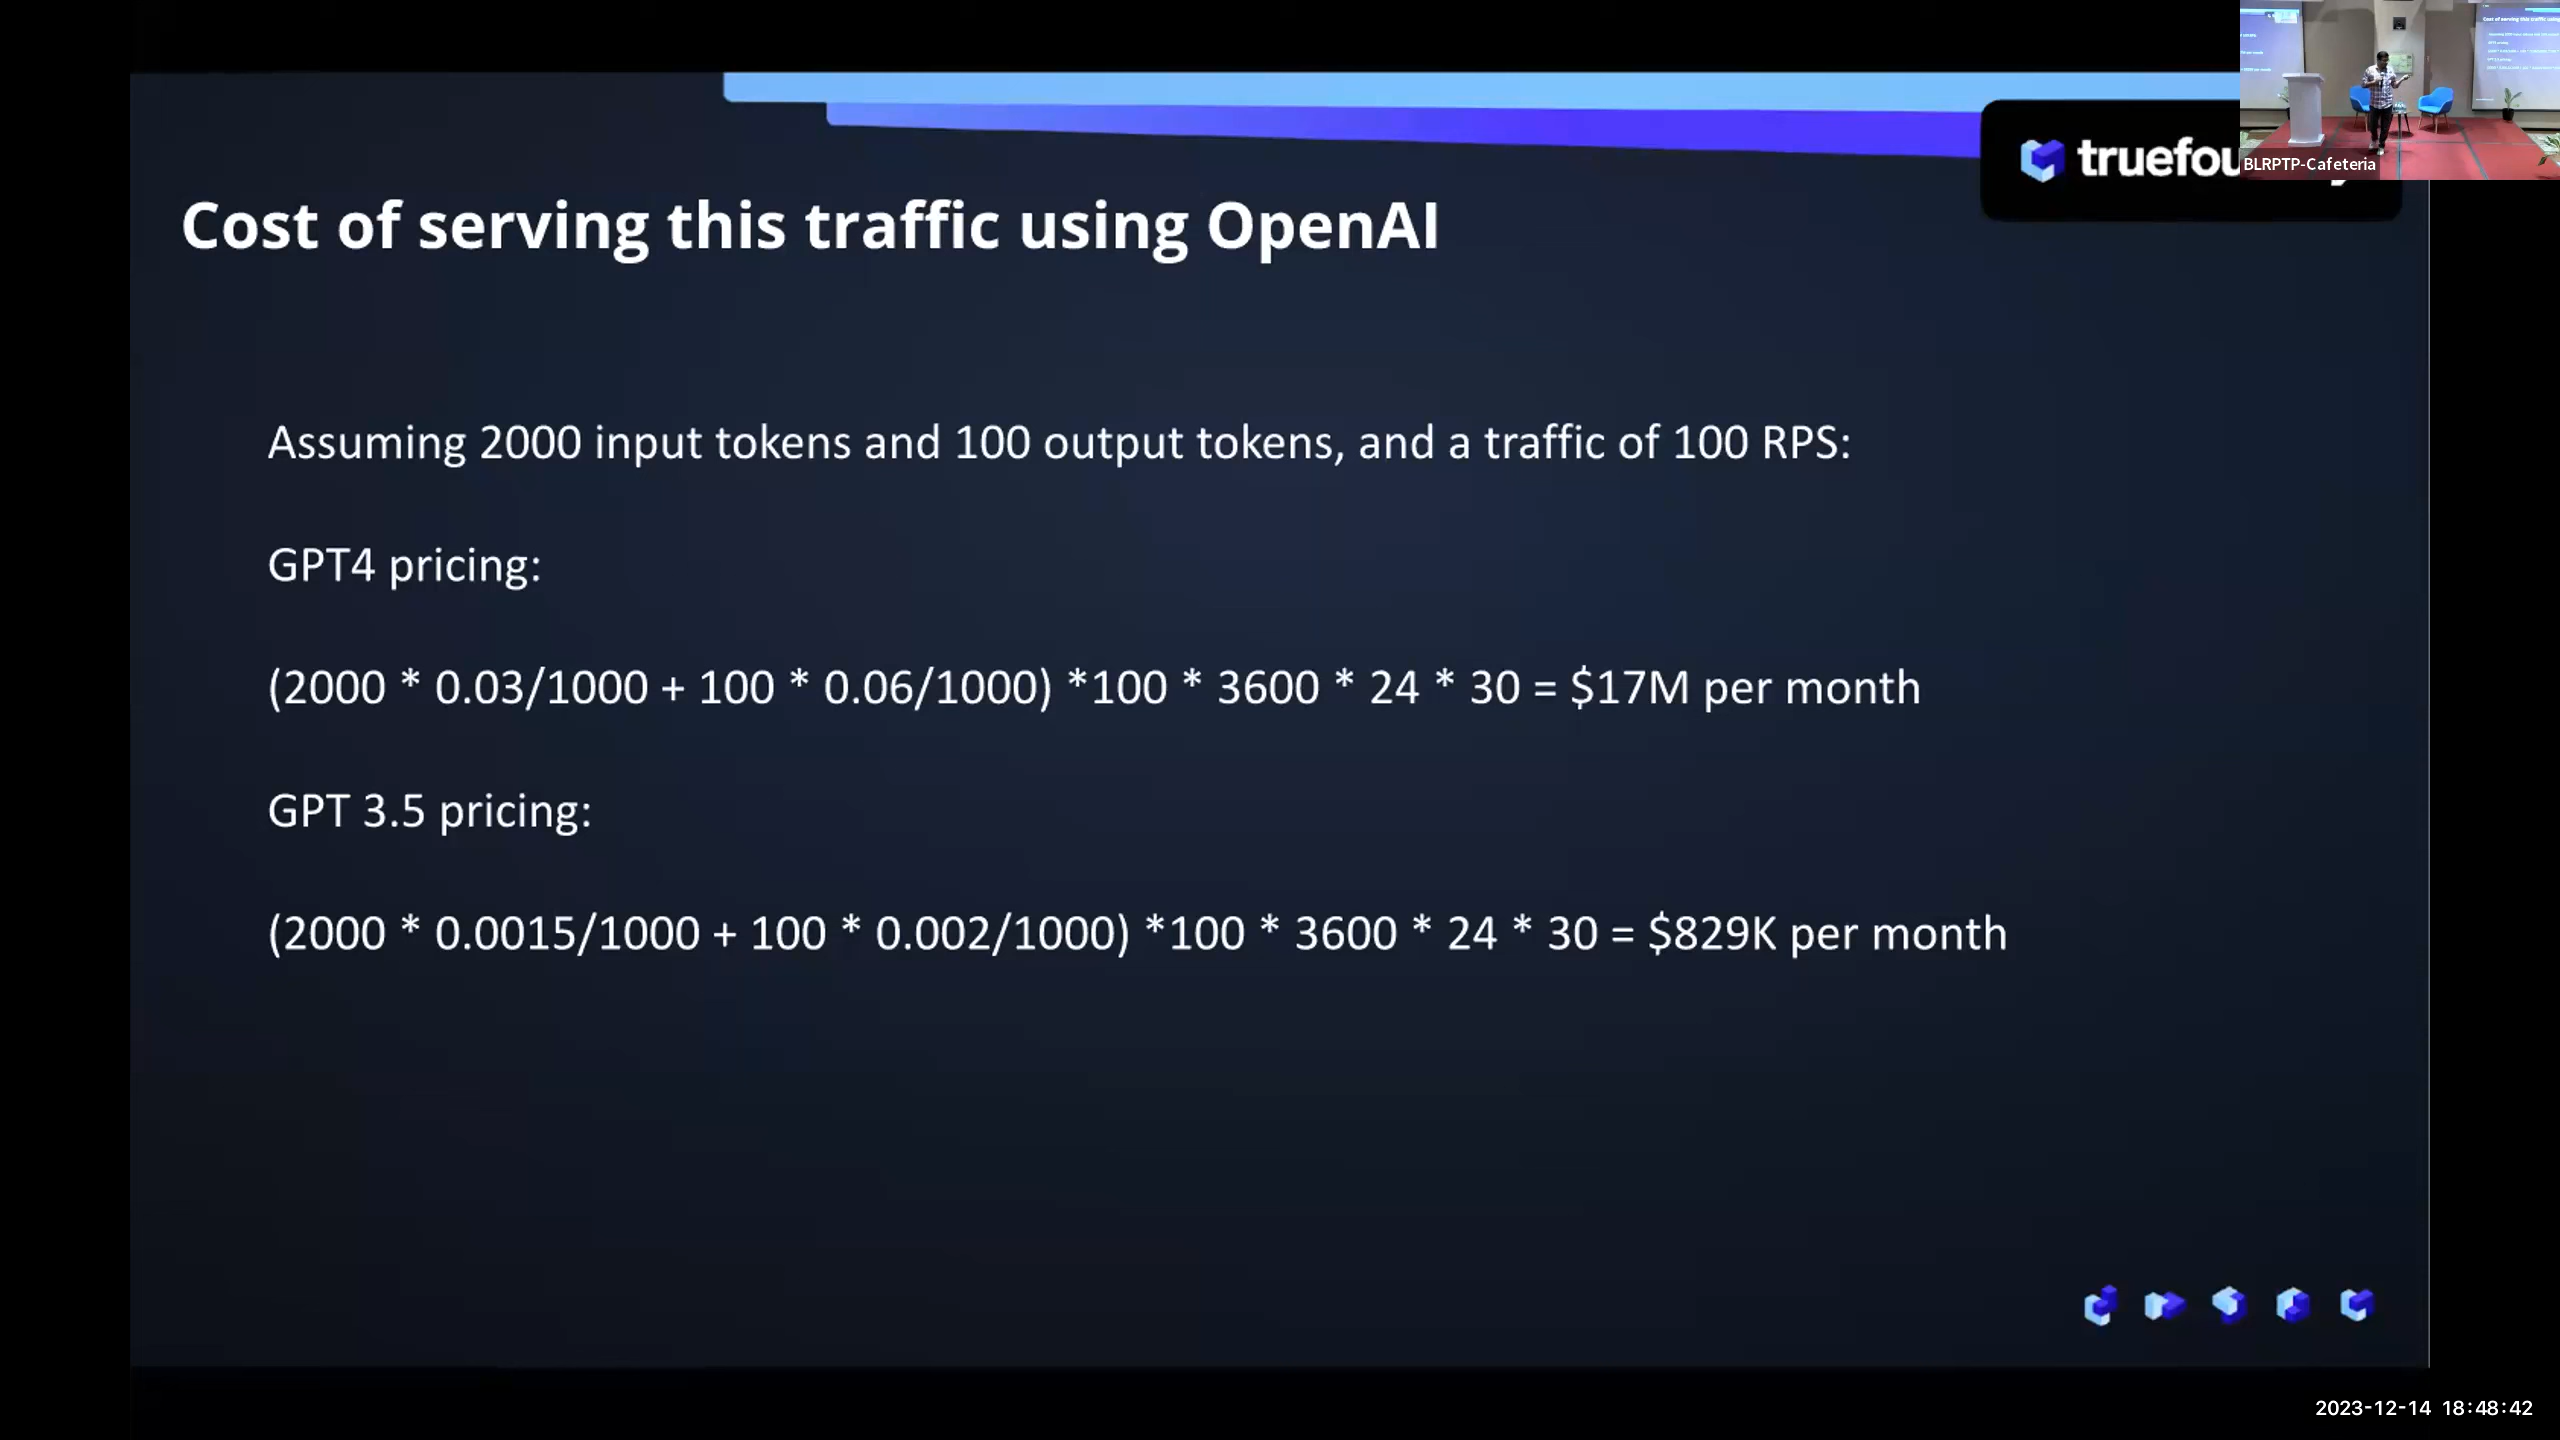 BLRPTP-Cafeteria
Cost of serving this traffic using OpenAI
Assuming 2000 input tokens and 100 output tokens, and a traffic of 100 RPS:
GPT4 pricing:
(2000 * 0.03/1000 + 100 * 0.06/1000) *100 * 3600 * 24 * 30 = $17M per month
GPT 3.5 pricing:
(2000 * 0.0015/1000 + 100 * 0.002/1000) *100 * 3600 * 24 * 30 = $829K per month
2023-12-14 18:48:42